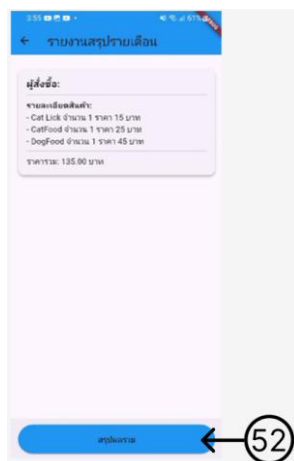 3:55
61%
← รายงานสรุปรายเดือน
ผู้สั่งซื้อ:
รายละเอียดสินค้า:
- Cat Lick จำนวน 1 ราคา 15 บาท
- CatFood จำนวน 1 ราคา 25 บาท
- DogFood จำนวน 1 ราคา 45 บาท
ราคารวม: 135.00 บาท
สรุปผลรวม
52